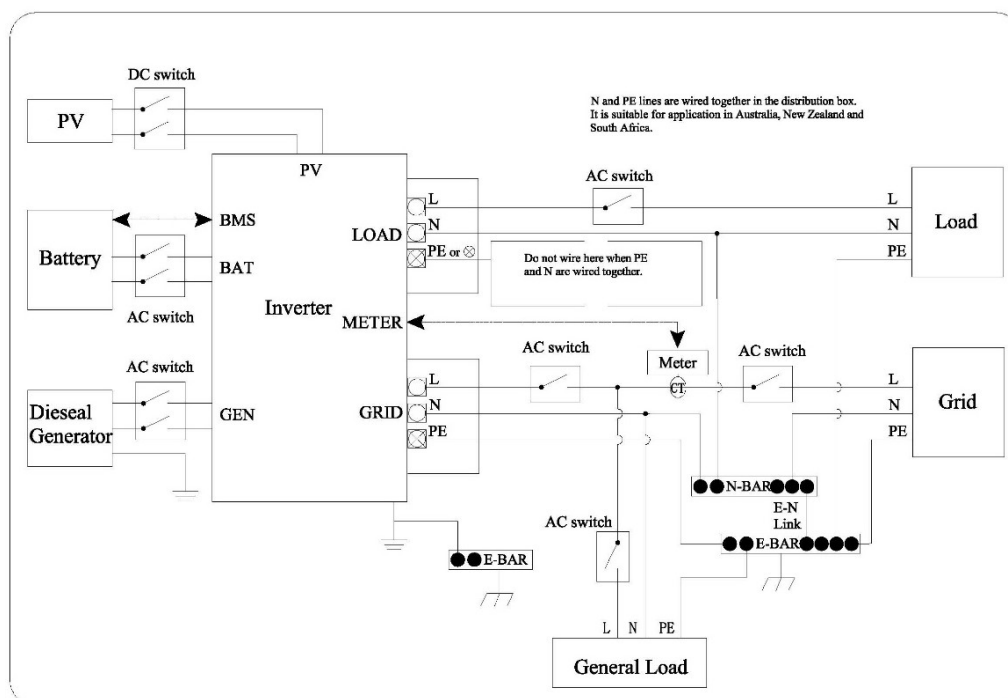 DC switch
PV
N and PE lines are wired together in the distribution box.
It is suitable for application in Australia, New Zealand and
South Africa.
PV
AC switch
L
L
BMS
N
N
Load
LOAD
PE or ⊗
PE
Do not wire here when PE
and N are wired together.
Battery
BAT
Inverter
AC switch
METER
AC switch
AC switch
Meter
AC switch
L
CT
L
Grid
GRID
N
N
Dieseal
Generator
GEN
PE
PE
N-BAR
E-N
Link
AC switch
E-BAR
E-BAR
L
N
PE
General Load